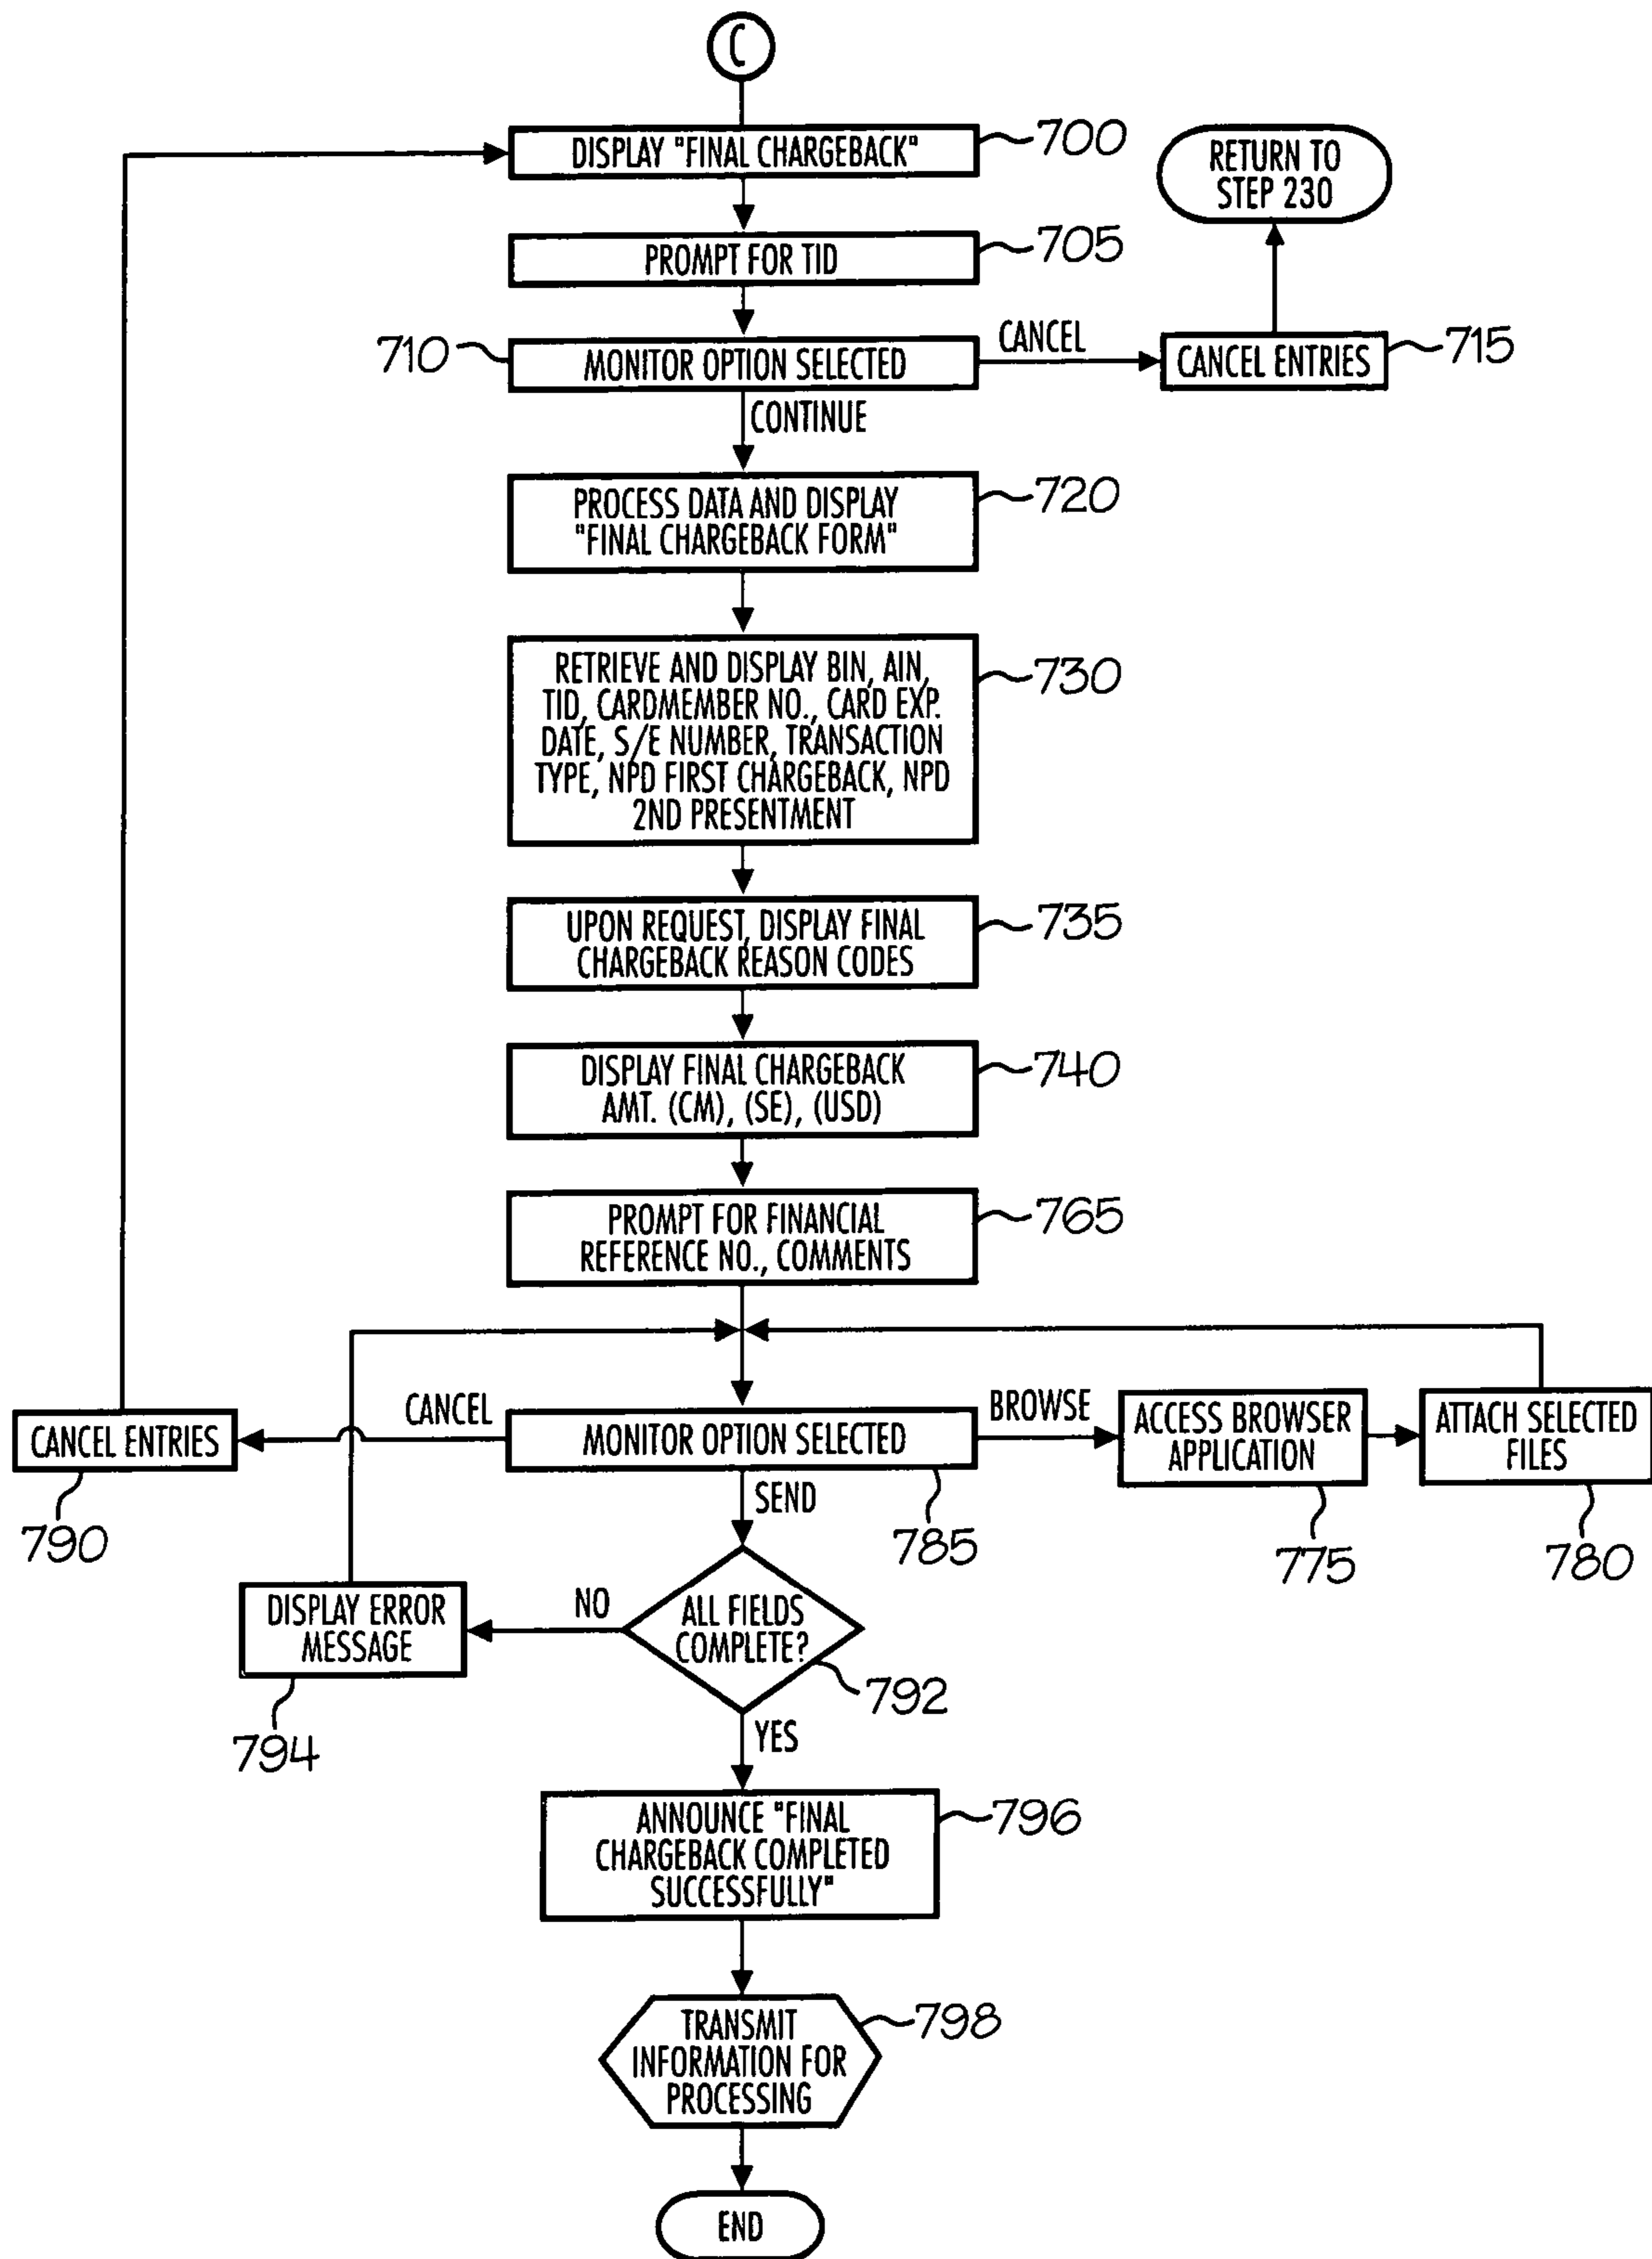 C
DISPLAY "FINAL CHARGEBACK"
700
RETURN TO
STEP 230
PROMPT FOR TID
705
710
MONITOR OPTION SELECTED
CANCEL
CANCEL ENTRIES
715
CONTINUE
PROCESS DATA AND DISPLAY
"FINAL CHARGEBACK FORM"
720
RETRIEVE AND DISPLAY BIN, AIN,
TID, CARDMEMBER NO., CARD EXP.
DATE, S/E NUMBER, TRANSACTION
TYPE, NPD FIRST CHARGEBACK, NPD
2ND PRESENTMENT
730
UPON REQUEST, DISPLAY FINAL
CHARGEBACK REASON CODES
735
DISPLAY FINAL CHARGEBACK
AMT. (CM), (SE), (USD)
740
PROMPT FOR FINANCIAL
REFERENCE NO., COMMENTS
765
CANCEL ENTRIES
790
CANCEL
MONITOR OPTION SELECTED
785
BROWSE
ACCESS BROWSER
APPLICATION
775
ATTACH SELECTED
FILES
780
SEND
DISPLAY ERROR
MESSAGE
794
NO
ALL FIELDS
COMPLETE?
792
YES
ANNOUNCE "FINAL
CHARGEBACK COMPLETED
SUCCESSFULLY"
796
TRANSMIT
INFORMATION FOR
PROCESSING
798
END